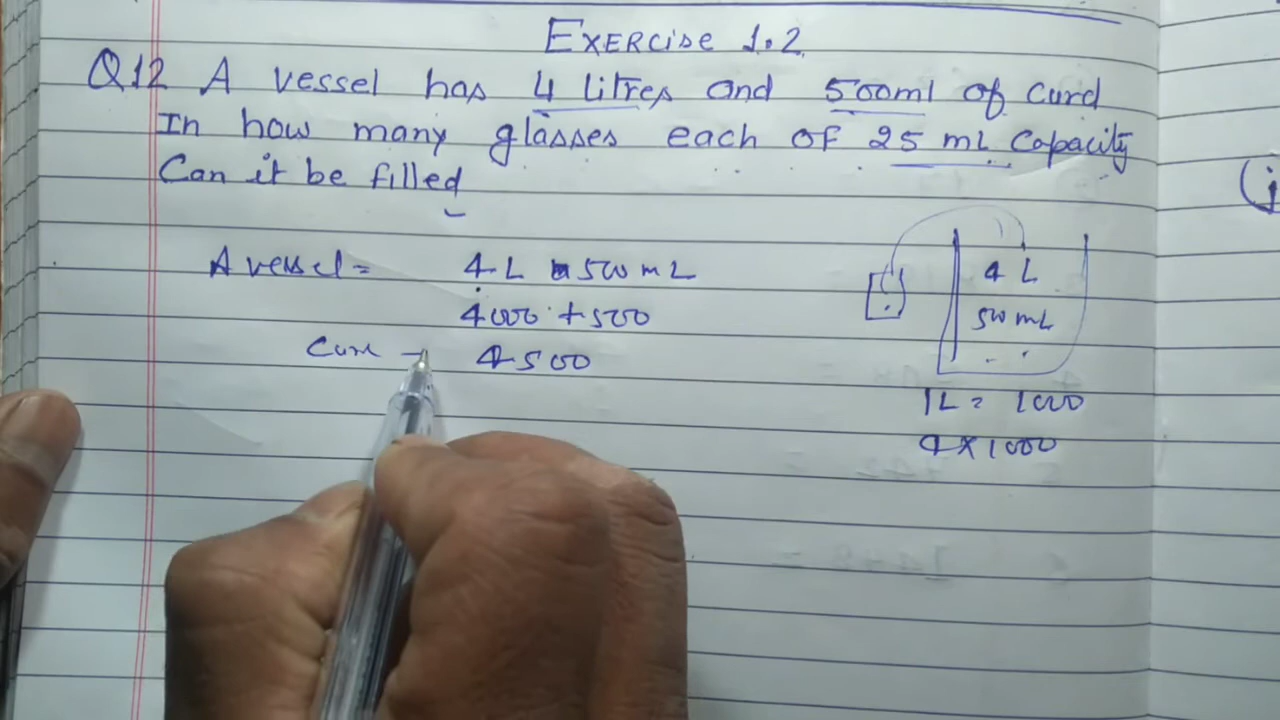 EXERCISE 1.2
Q12 A vessel has 4 litres and 500ml of curd
In how many glasses each of 25 mL Capacity
Can it be filled
A vessel = 4 L 500 mL
4000 + 500
4500
4 L
500 mL
1L = 1000
4 x 1000